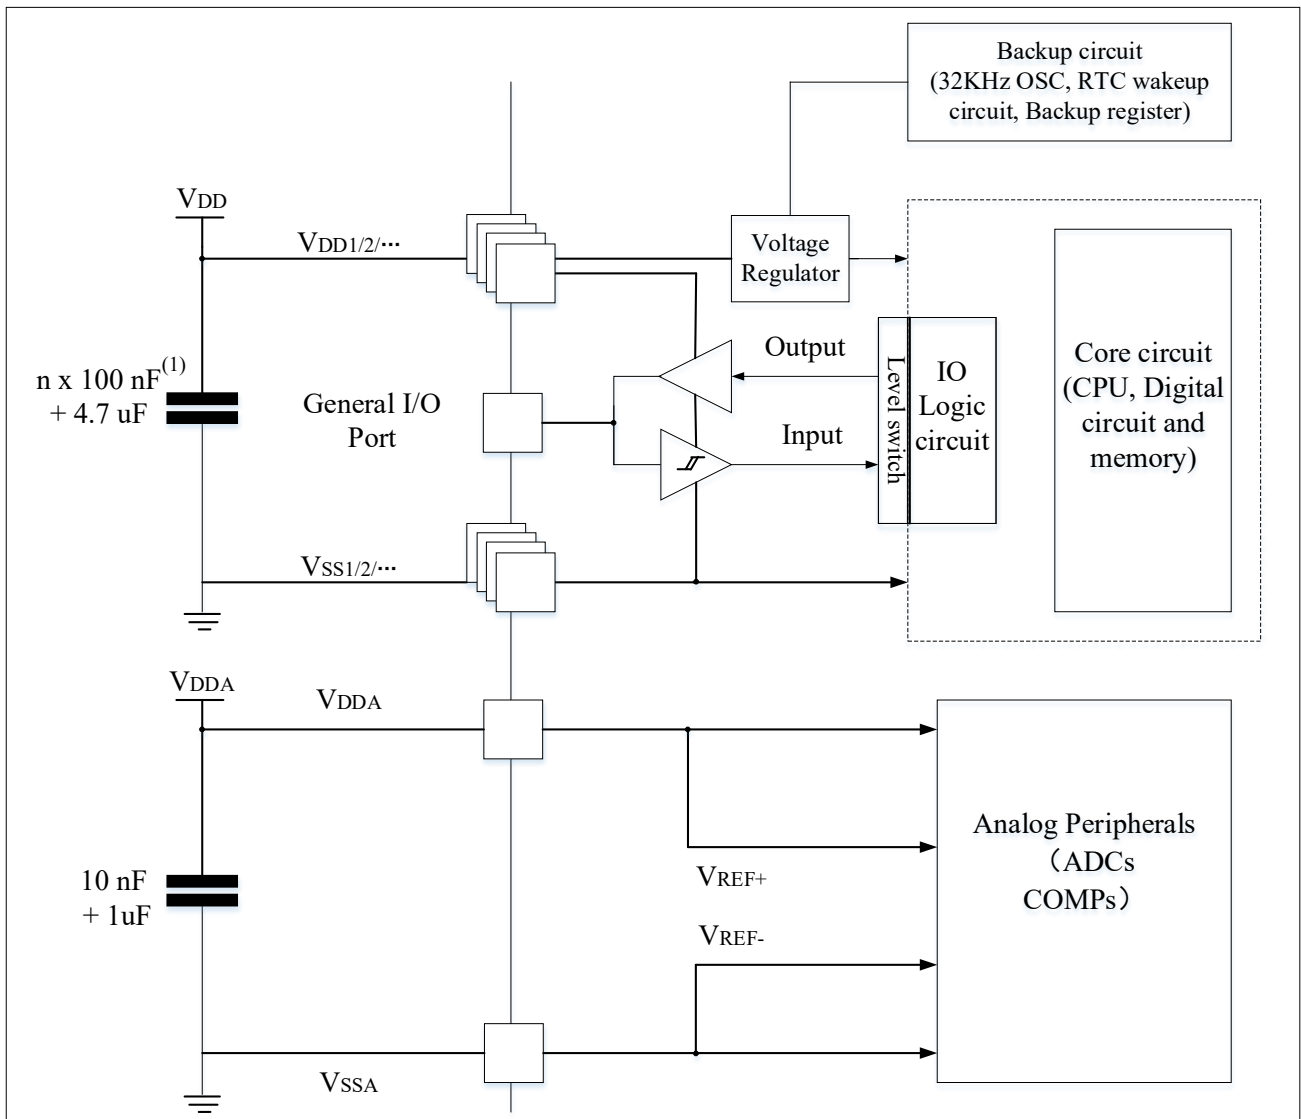 Backup circuit
(32KHz OSC, RTC wakeup
circuit, Backup register)
VDD
VDD1/2/···
Voltage
Regulator
n x 100 nF(1)
+ 4.7 uF
General I/O
Port
Output
Input
Level switch
IO
Logic
circuit
Core circuit
(CPU, Digital
circuit and
memory)
VSS1/2/···
VDDA
VDDA
10 nF
+ 1uF
VREF+
VREF-
Analog Peripherals
（ADCs
COMPs）
VSSA